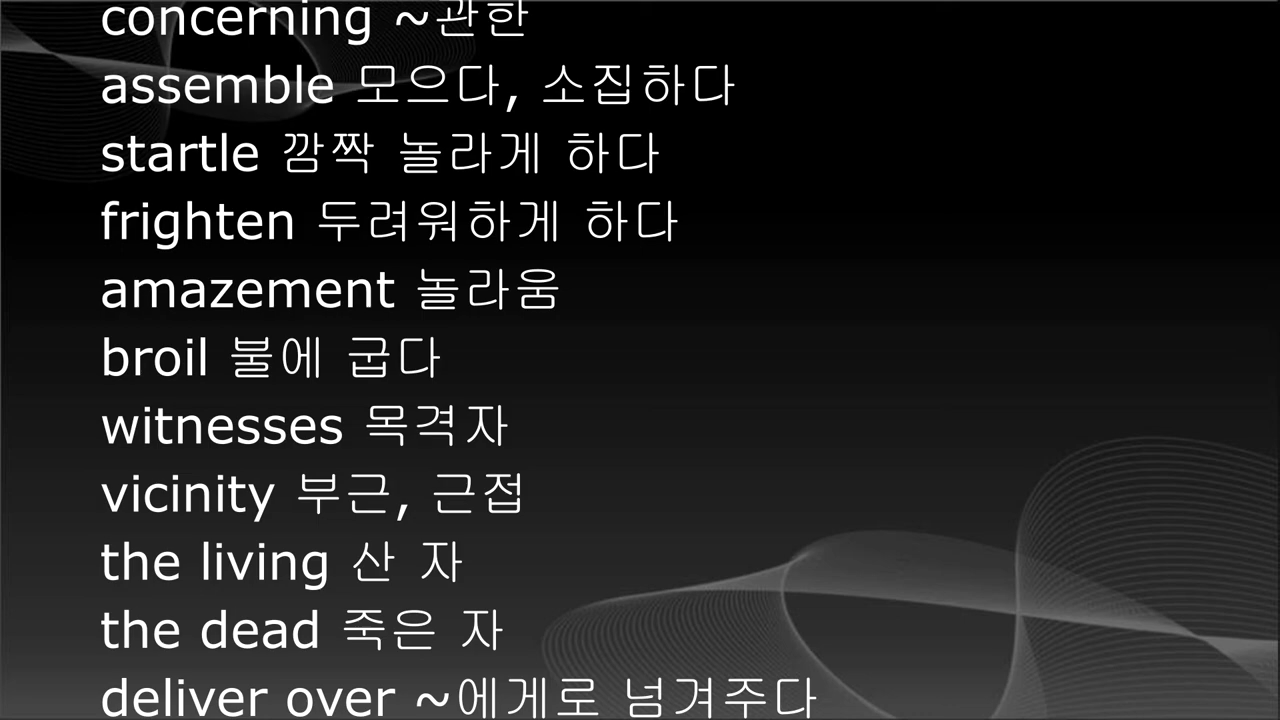 concerning ~관한
assemble 모으다, 소집하다
startle 깜짝 놀라게 하다
frighten 두려워하게 하다
amazement 놀라움
broil 불에 굽다
witnesses 목격자
vicinity 부근, 근접
the living 산 자
the dead 죽은 자
deliver over ~에게로 넘겨주다